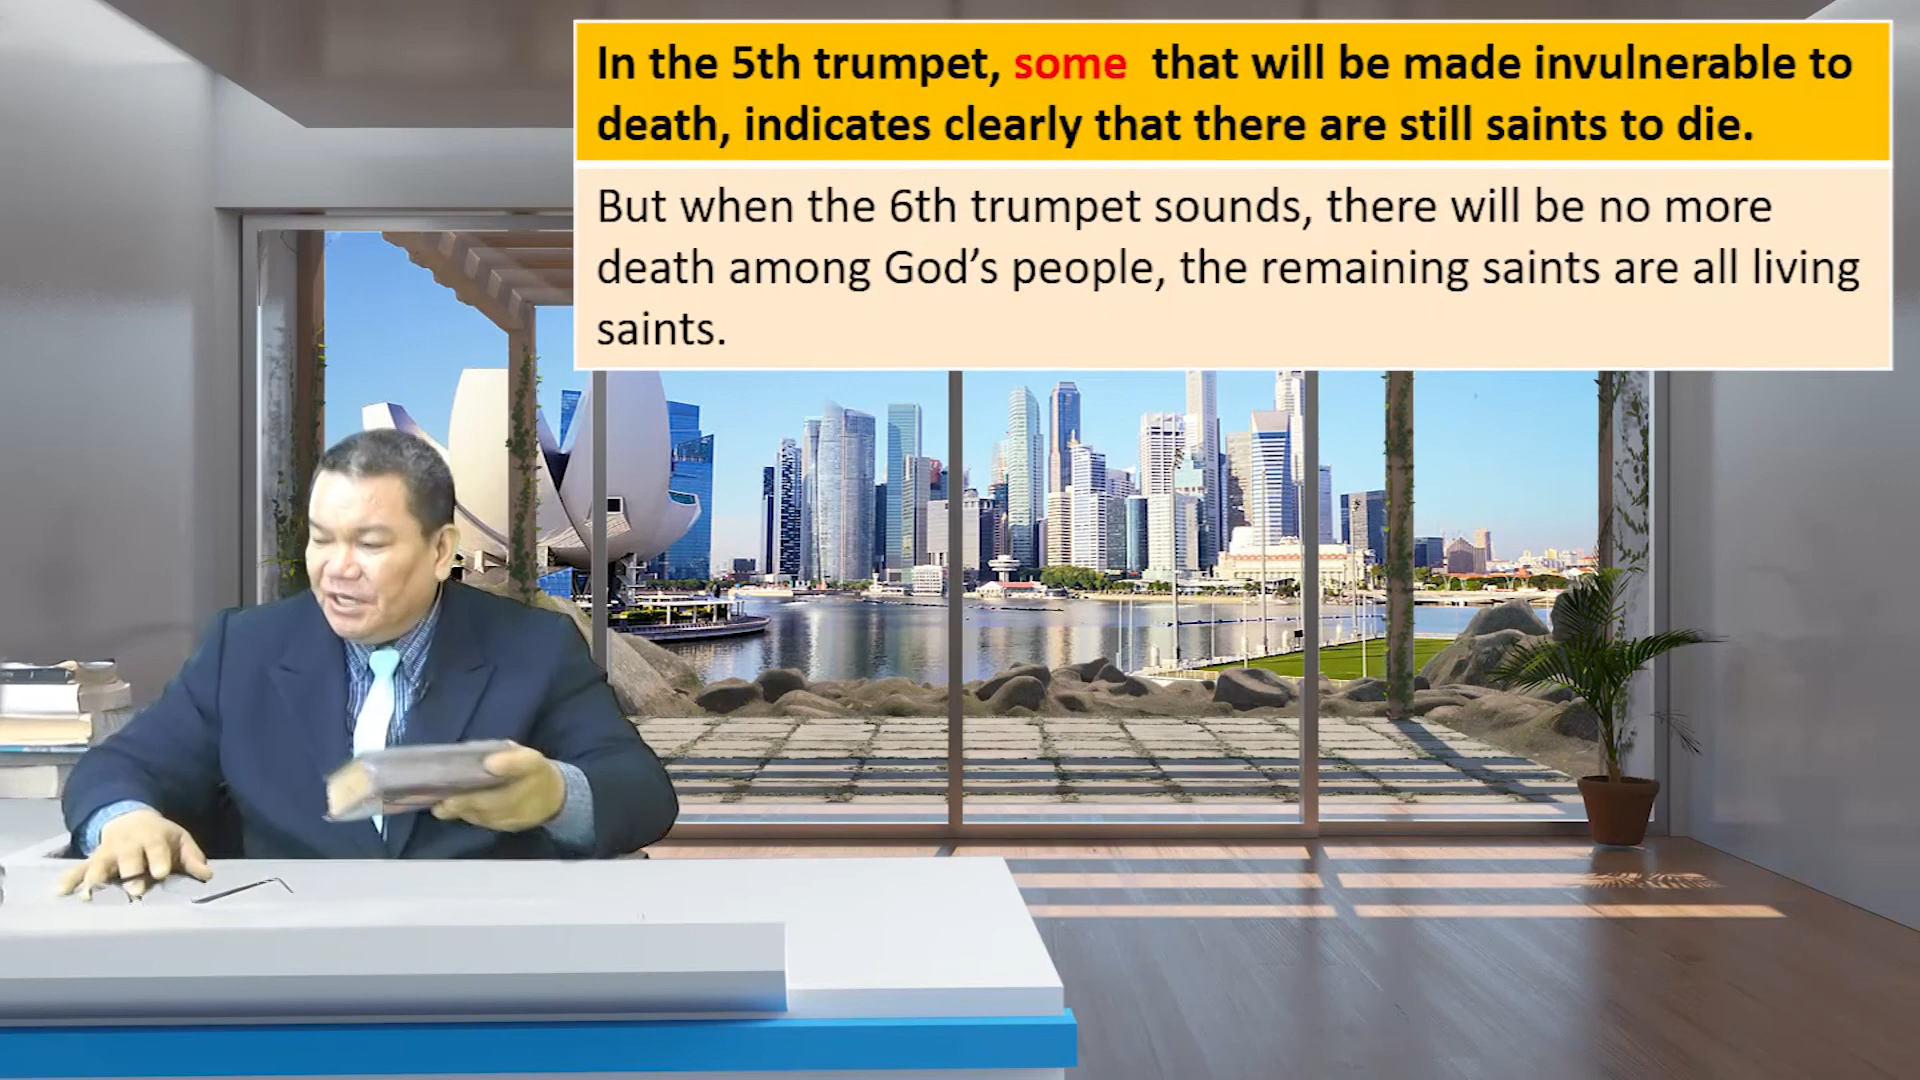 In the 5th trumpet, some that will be made invulnerable to
death, indicates clearly that there are still saints to die.
But when the 6th trumpet sounds, there will be no more
death among God’s people, the remaining saints are all living
saints.